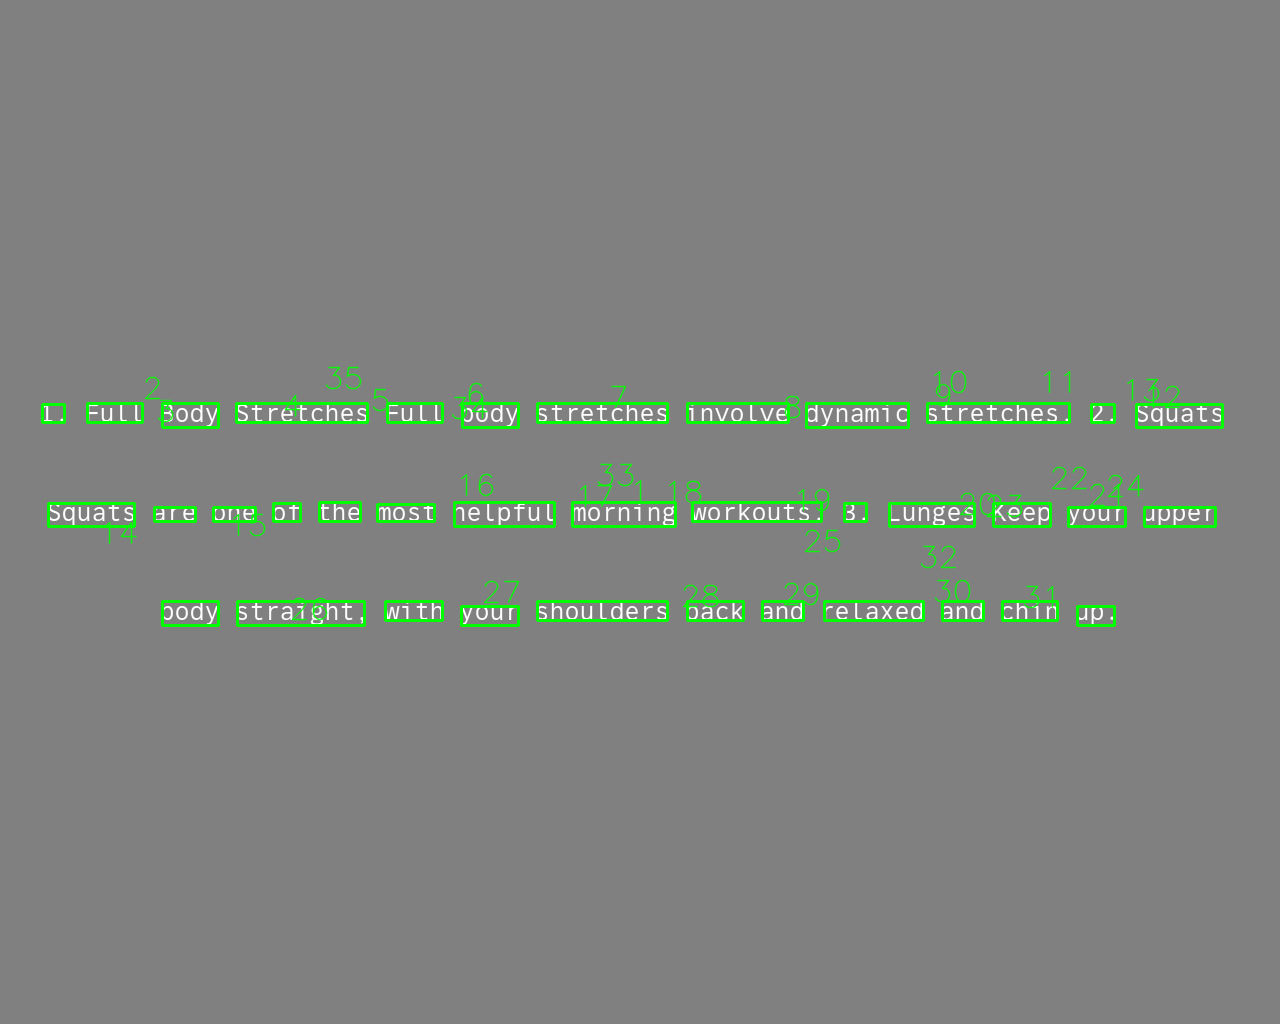 1. Full Body Stretches Full body stretches involve dynamic stretches. 2. Squats
Squats are one of the most helpful morning workouts. 3. Lunges Keep your upper
body straight, with your shoulders back and relaxed and chin up.